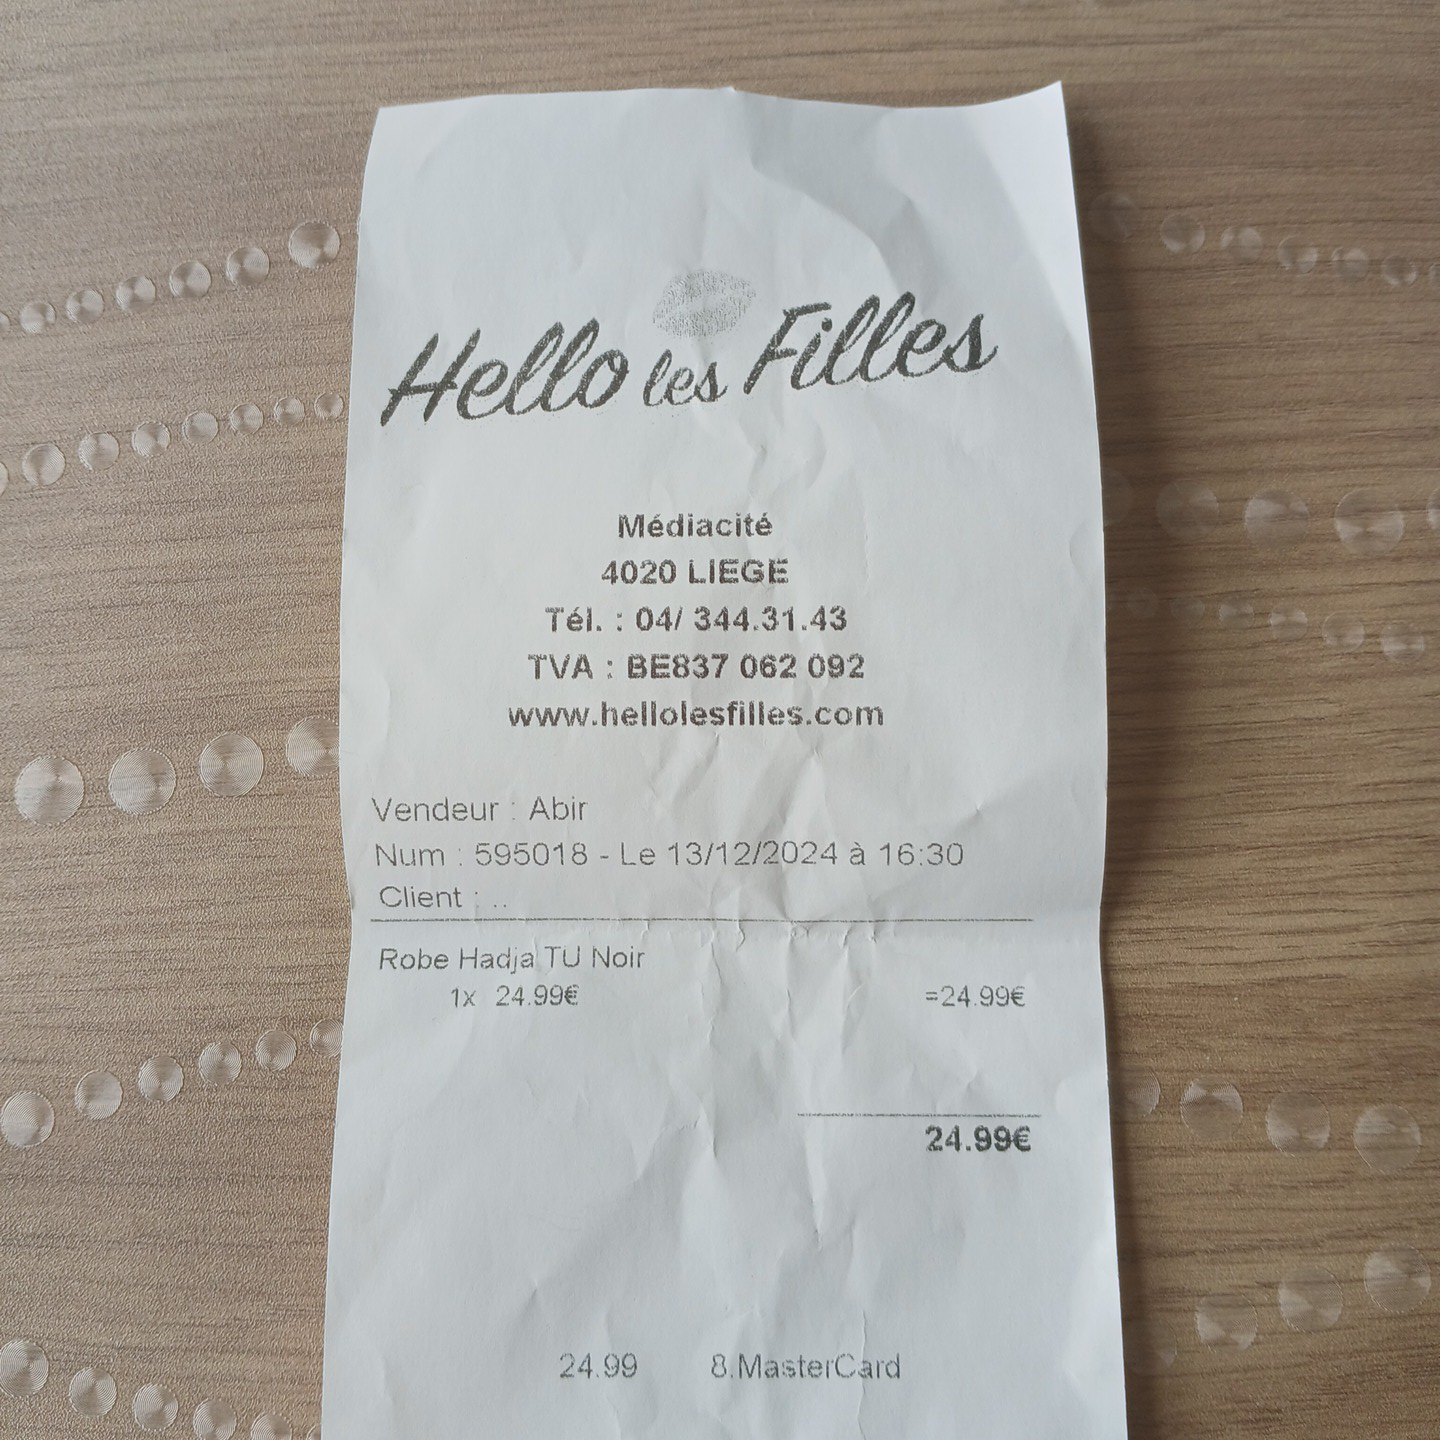 Hello les Filles
Médiacité
4020 LIEGE
Tél. : 04/ 344.31.43
TVA : BE837 062 092
www.hellolesfilles.com
Vendeur : Abir
Num : 595018 - Le 13/12/2024 à 16:30
Client : ..
Robe Hadja TU Noir
1x 24.99€ =24.99€
24.99€
24.99 8.MasterCard